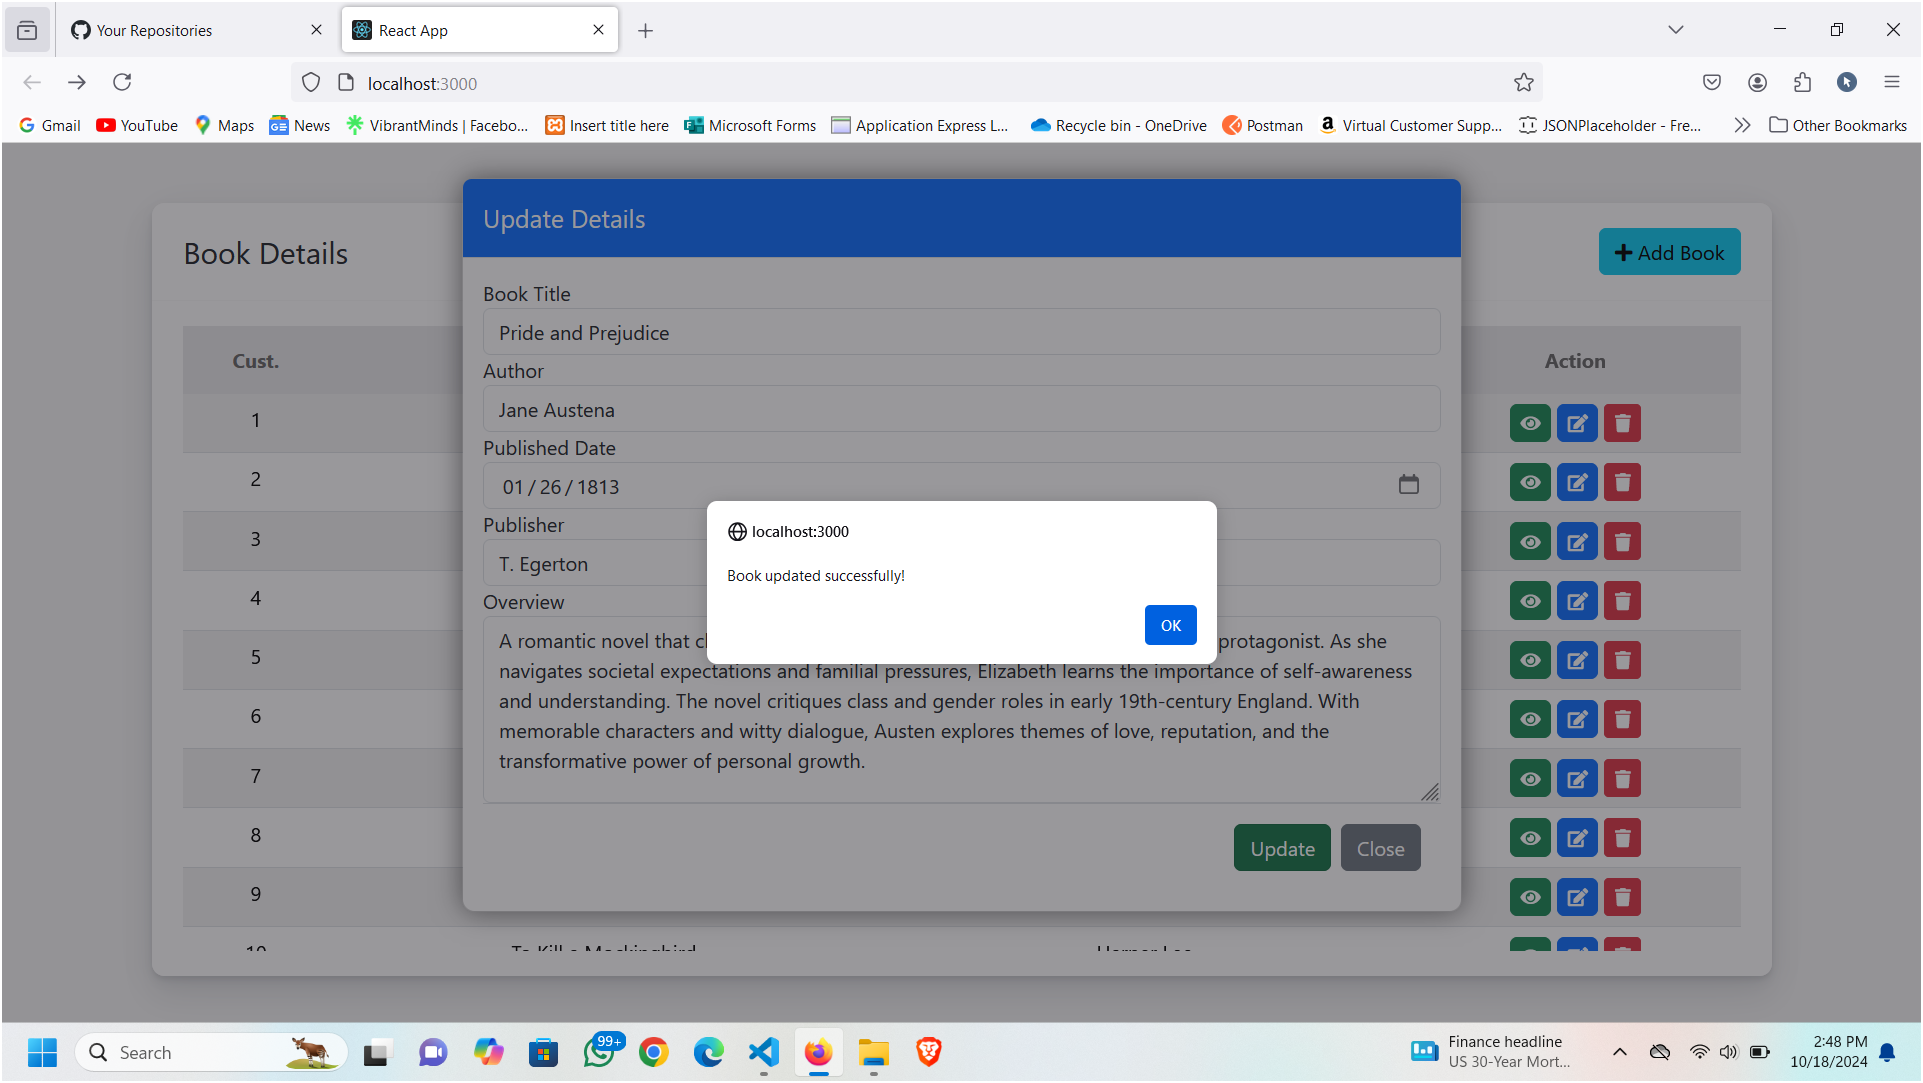 Your Repositories
React App
localhost:3000
Gmail
YouTube
Maps
News
VibrantMinds | Facebo...
Insert title here
Microsoft Forms
Application Express L...
Recycle bin - OneDrive
Postman
Virtual Customer Supp...
JSONPlaceholder - Fre...
Other Bookmarks
Update Details
Book Details
Add Book
Book Title
Pride and Prejudice
Cust.
Action
Author
Jane Austena
1
Published Date
2
01 / 26 / 1813
Publisher
localhost:3000
3
T. Egerton
Book updated successfully!
4
Overview
OK
A romantic novel that protagonist. As she
5
navigates societal expectations and familial pressures, Elizabeth learns the importance of self-awareness
and understanding. The novel critiques class and gender roles in early 19th-century England. With
6
memorable characters and witty dialogue, Austen explores themes of love, reputation, and the
transformative power of personal growth.
7
8
Update
Close
9
10
To Kill a Mockingbird
Harper Lee
Search
99+
Finance headline
US 30-Year Mort...
2:48 PM
10/18/2024